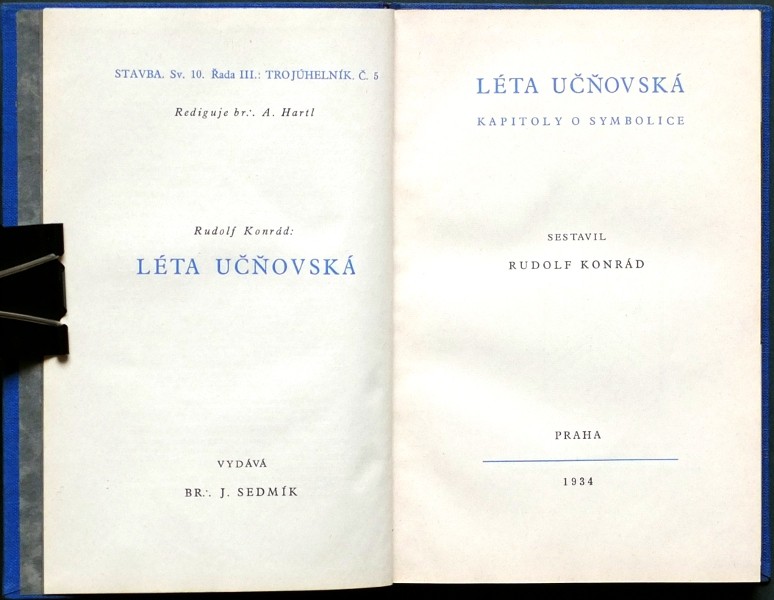 STAVBA. Sv. 10. Řada III.: TROJÚHELNÍK. Č. 5
Rediguje br∴ A. Hartl
Rudolf Konrád:
LÉTA UČŇOVSKÁ
VYDÁVÁ
BR∴ J. SEDMÍK
LÉTA UČŇOVSKÁ
KAPITOLY O SYMBOLICE
SESTAVIL
RUDOLF KONRÁD
PRAHA
1934